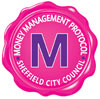 MONEY MANAGEMENT PROTOCOL
M
SHEFFIELD CITY COUNCIL